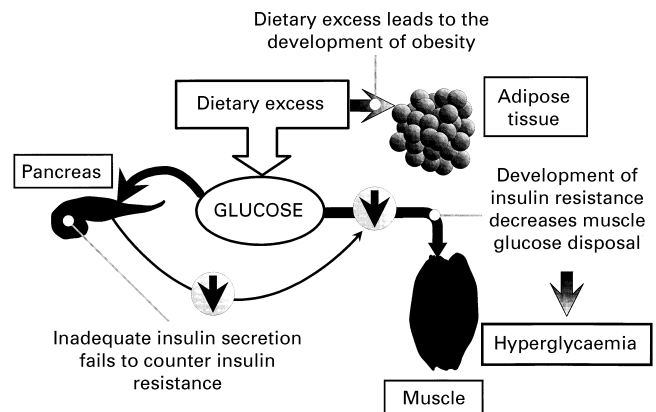 Dietary excess leads to the
development of obesity
Dietary excess
Adipose
tissue
Pancreas
GLUCOSE
Development of
insulin resistance
decreases muscle
glucose disposal
Inadequate insulin secretion
fails to counter insulin
resistance
Hyperglycaemia
Muscle